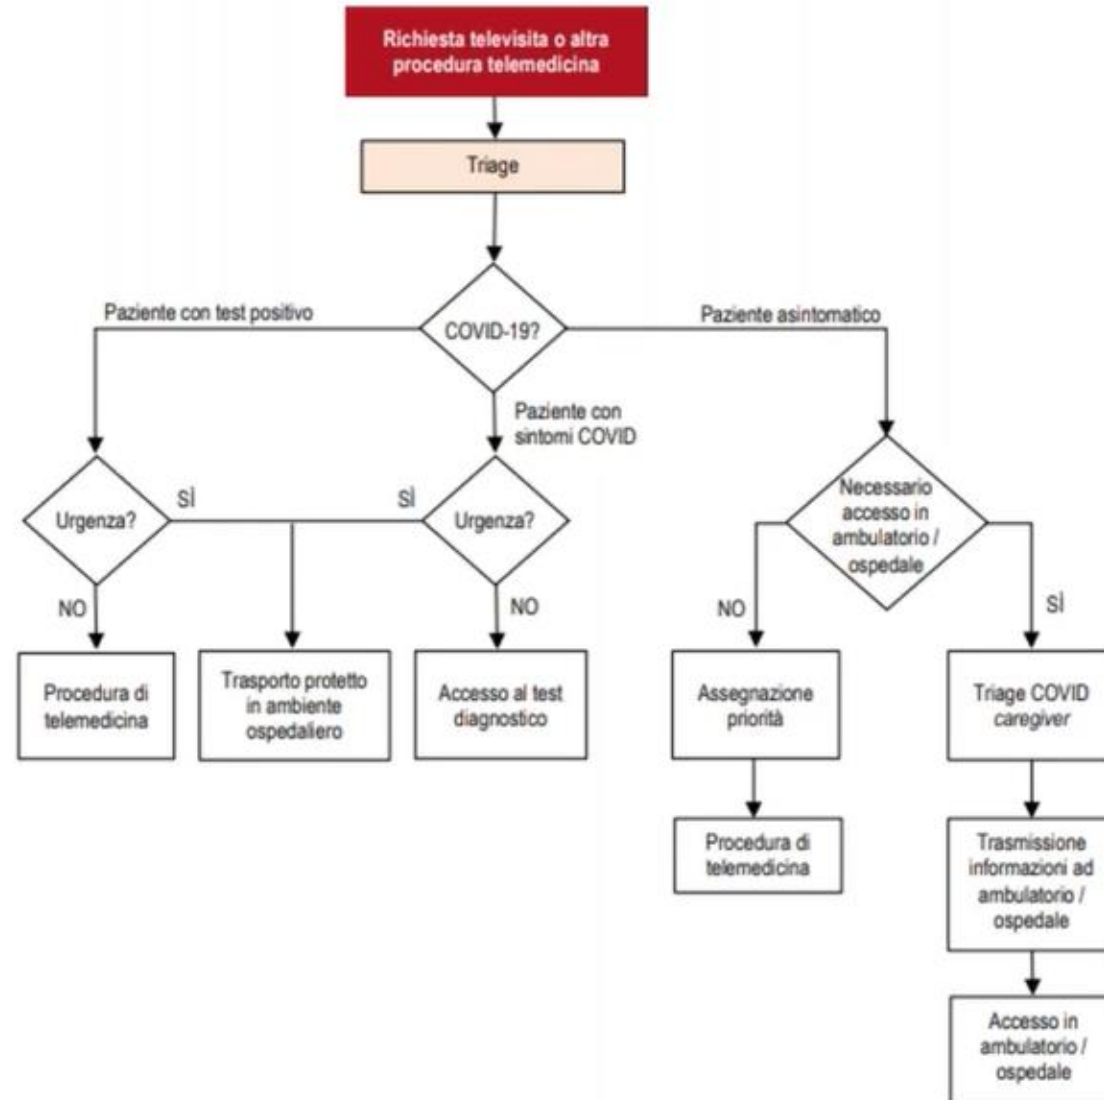 Richiesta televisita o altra
procedura telemedicina
Triage
COVID-19?
Paziente con test positivo
Paziente asintomatico
Paziente con
sintomi COVID
Urgenza?
SÌ
SÌ
Urgenza?
Necessario
accesso in
ambulatorio /
ospedale
NO
NO
NO
SÌ
Procedura di
telemedicina
Trasporto protetto
in ambiente
ospedaliero
Accesso al test
diagnostico
Assegnazione
priorità
Triage COVID
caregiver
Procedura di
telemedicina
Trasmissione
informazioni ad
ambulatorio /
ospedale
Accesso in
ambulatorio /
ospedale